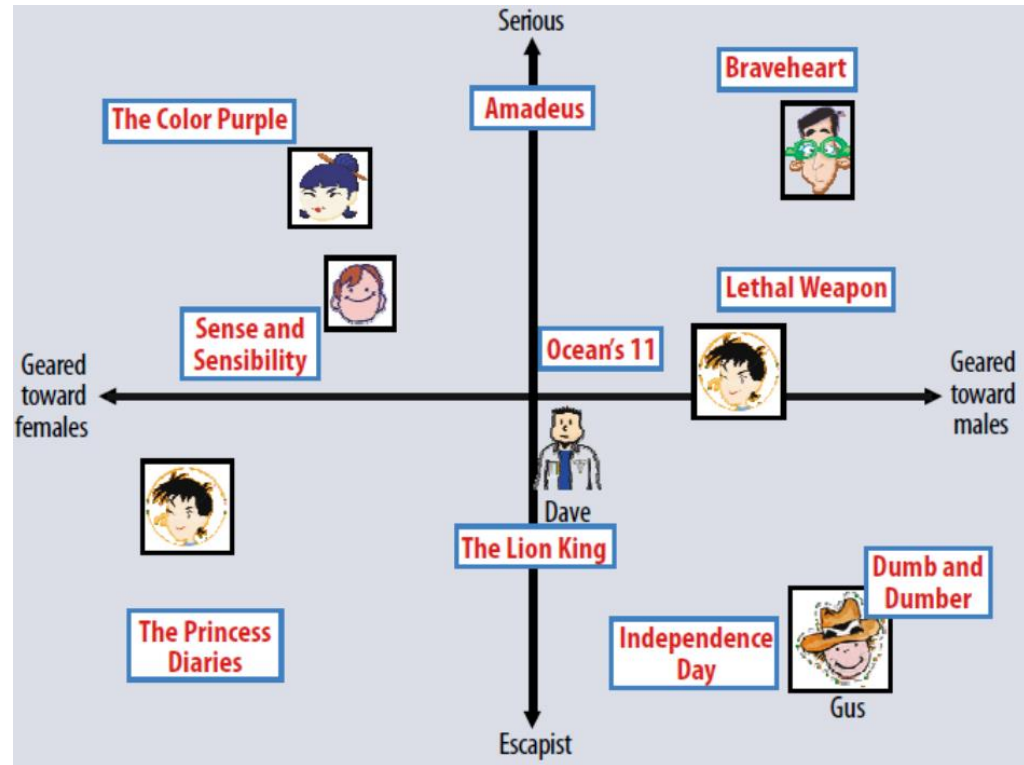 Serious
Braveheart
The Color Purple
Amadeus
Lethal Weapon
Sense and
Sensibility
Ocean's 11
Geared
toward
females
Geared
toward
males
Dave
The Lion King
Dumb and
Dumber
The Princess
Diaries
Independence
Day
Gus
Escapist